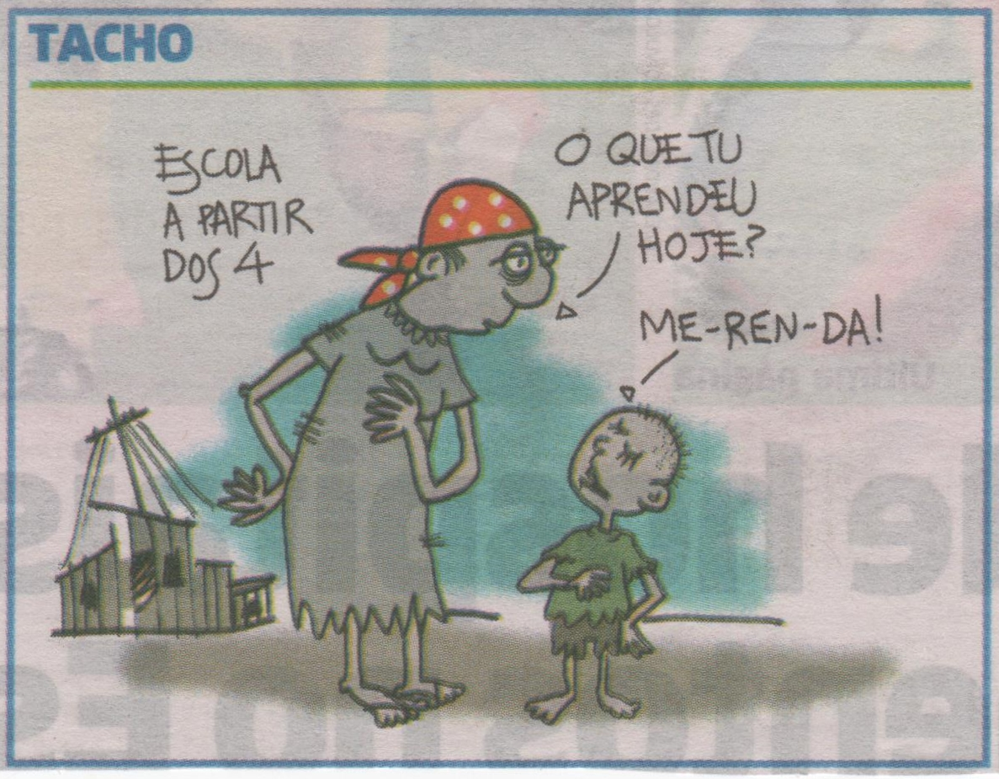 TACHO
ESCOLA
A PARTIR
DOS 4
O QUE TU
APRENDEU
HOJE?
ME-REN-DA!